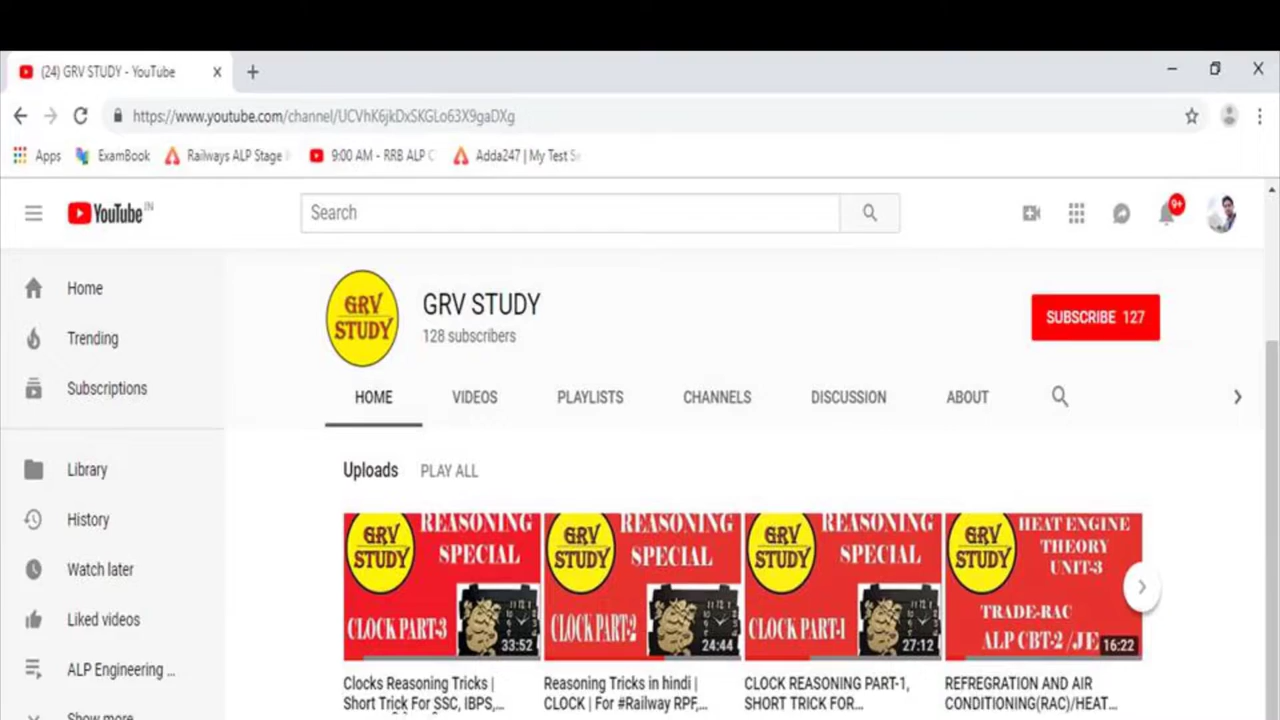 (24) GRV STUDY - YouTube
https://www.youtube.com/channel/UCVhK6jkDxSKGLo63X9gaDXg
Apps ExamBook Railways ALP Stage 9:00 AM - RRB ALP C Adda247 | My Test Se
YouTube IN Search 9+
Home
Trending
Subscriptions
Library
History
Watch later
Liked videos
ALP Engineering ...
Show more
GRV STUDY
GRV STUDY
128 subscribers
SUBSCRIBE 127
HOME VIDEOS PLAYLISTS CHANNELS DISCUSSION ABOUT
Uploads PLAY ALL
GRV STUDY
REASONING
SPECIAL
CLOCK PART-3
33:52
Clocks Reasoning Tricks |
Short Trick For SSC, IBPS,...
GRV STUDY
REASONING
SPECIAL
CLOCK PART-2
24:44
Reasoning Tricks in hindi |
CLOCK | For #Railway RPF,...
GRV STUDY
REASONING
SPECIAL
CLOCK PART-1
27:12
CLOCK REASONING PART-1,
SHORT TRICK FOR...
GRV STUDY
HEAT ENGINE
THEORY
UNIT-3
TRADE-RAC
ALP CBT-2 /JE
16:22
REFREGRATION AND AIR
CONDITIONING(RAC)/HEAT...